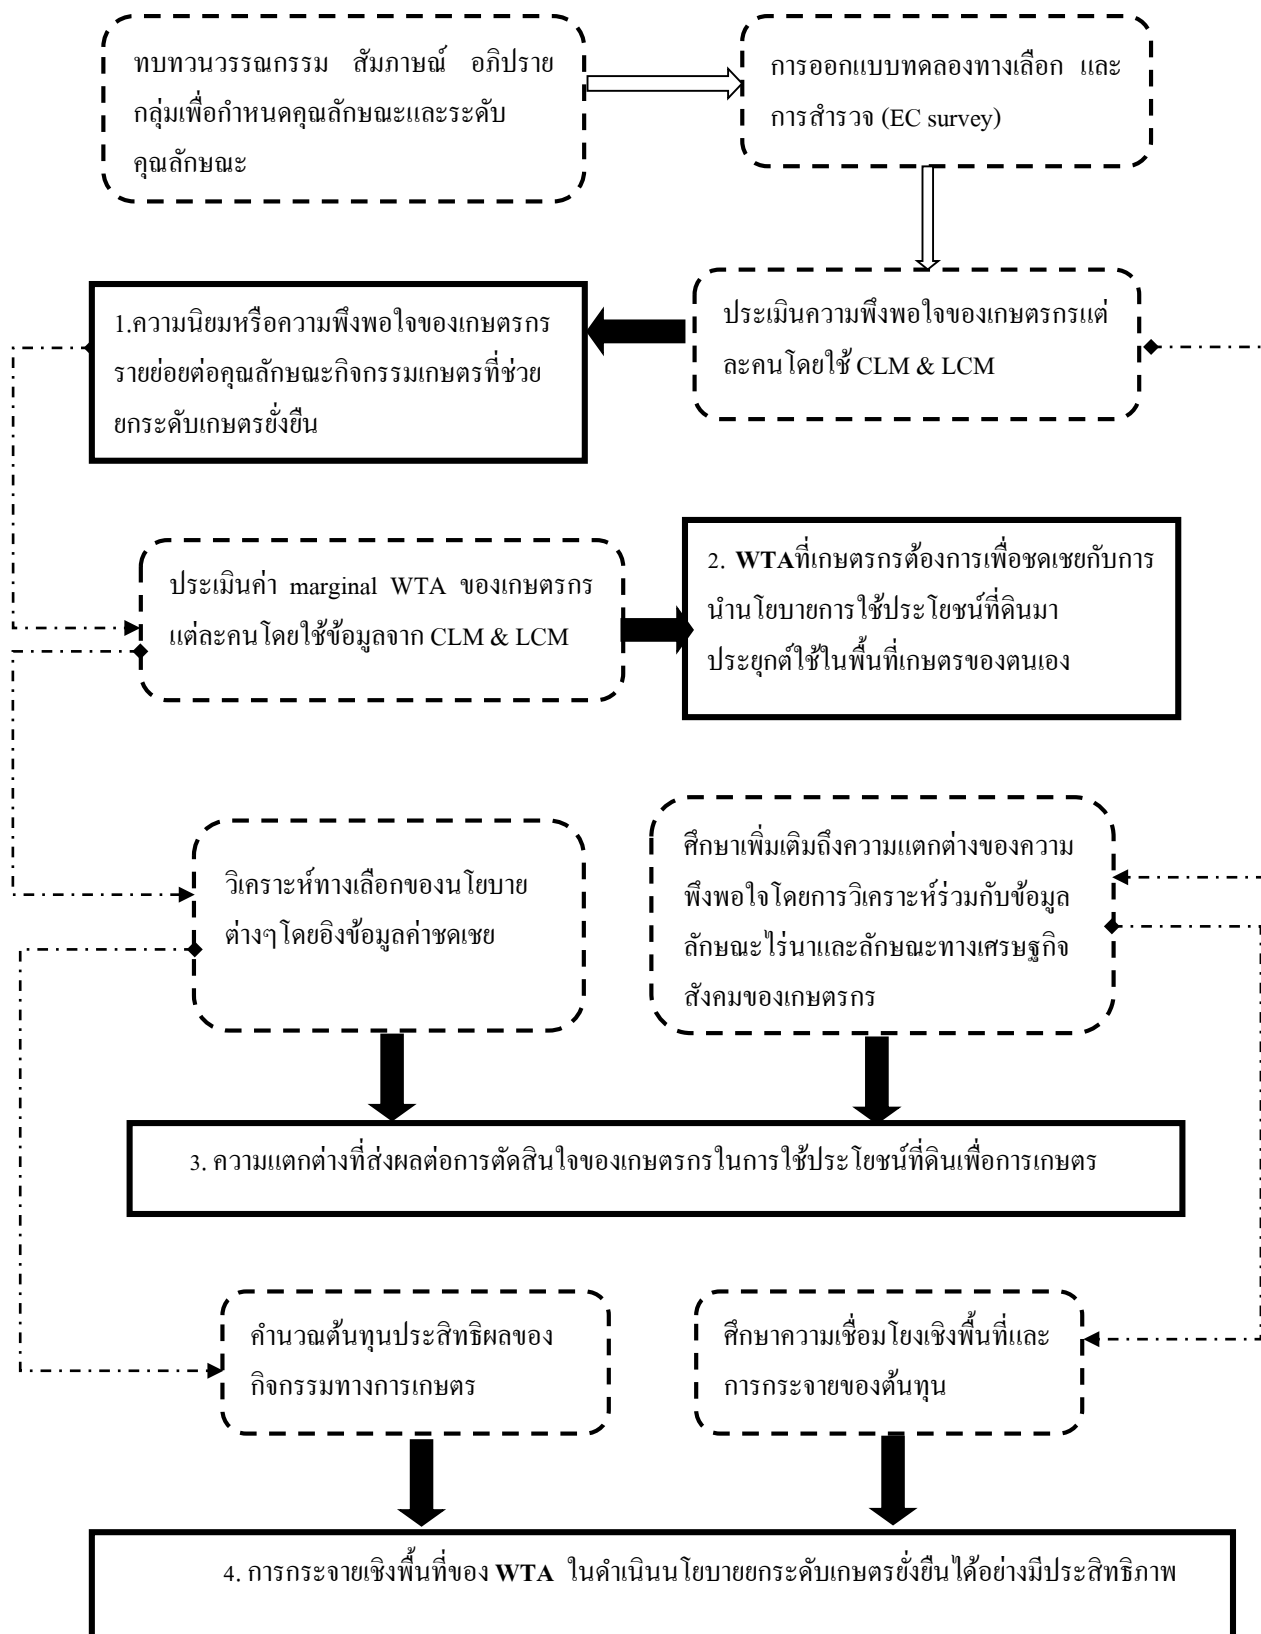 ทบทวนวรรณกรรม สัมภาษณ์ อภิปราย
กลุ่มเพื่อกำหนดคุณลักษณะและระดับ
คุณลักษณะ
การออกแบบทดลองทางเลือก และ
การสำรวจ (EC survey)
1.ความนิยมหรือความพึงพอใจของเกษตรกร
รายย่อยต่อคุณลักษณะกิจกรรมเกษตรที่ช่วย
ยกระดับเกษตรยั่งยืน
ประเมินความพึงพอใจของเกษตรกรแต่
ละคนโดยใช้ CLM & LCM
ประเมินค่า marginal WTA ของเกษตรกร
แต่ละคนโดยใช้ข้อมูลจาก CLM & LCM
2. WTAที่เกษตรกรต้องการเพื่อชดเชยกับการ
นำนโยบายการใช้ประโยชน์ที่ดินมา
ประยุกต์ใช้ในพื้นที่เกษตรของตนเอง
วิเคราะห์ทางเลือกของนโยบาย
ต่างๆโดยอิงข้อมูลค่าชดเชย
ศึกษาเพิ่มเติมถึงความแตกต่างของความ
พึงพอใจโดยการวิเคราะห์ร่วมกับข้อมูล
ลักษณะไร่นาและลักษณะทางเศรษฐกิจ
สังคมของเกษตรกร
3. ความแตกต่างที่ส่งผลต่อการตัดสินใจของเกษตรกรในการใช้ประโยชน์ที่ดินเพื่อการเกษตร
คำนวณต้นทุนประสิทธิผลของ
กิจกรรมทางการเกษตร
ศึกษาความเชื่อมโยงเชิงพื้นที่และ
การกระจายของต้นทุน
4. การกระจายเชิงพื้นที่ของ WTA ในดำเนินนโยบายยกระดับเกษตรยั่งยืนได้อย่างมีประสิทธิภาพ